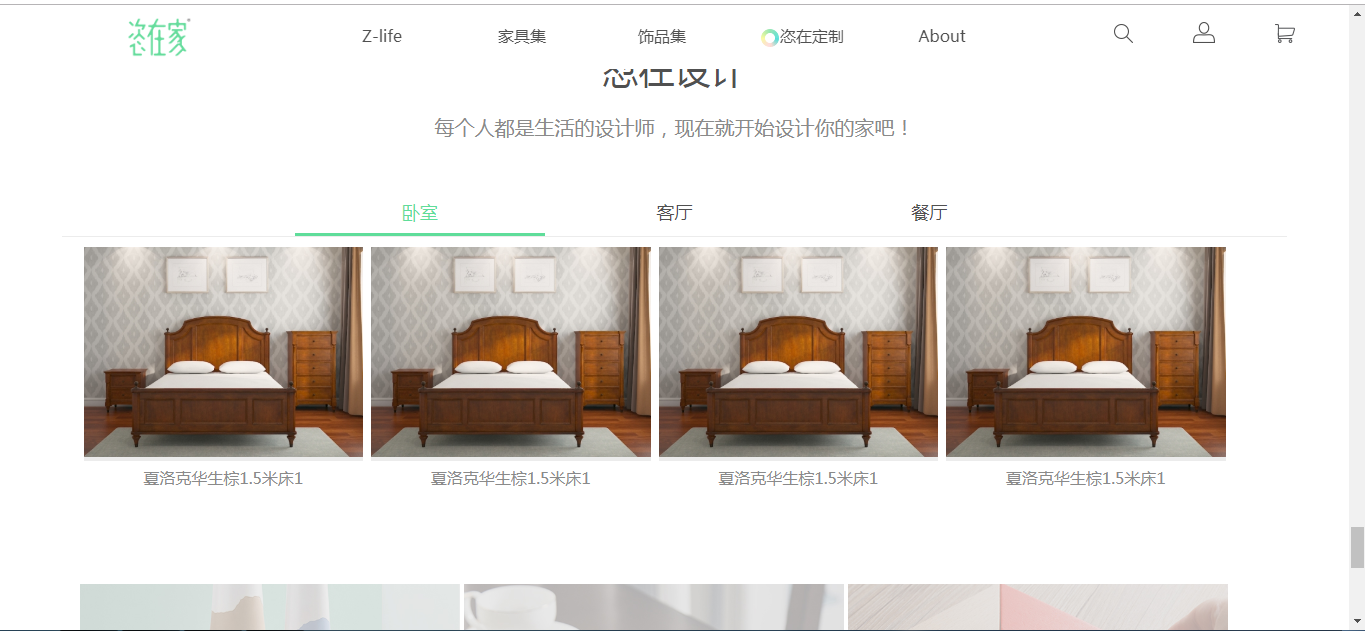 恣在家
Z-life
家具集
饰品集
恣在定制
About
恣在设计
每个人都是生活的设计师，现在就开始设计你的家吧！
卧室
客厅
餐厅
夏洛克华生棕1.5米床1
夏洛克华生棕1.5米床1
夏洛克华生棕1.5米床1
夏洛克华生棕1.5米床1